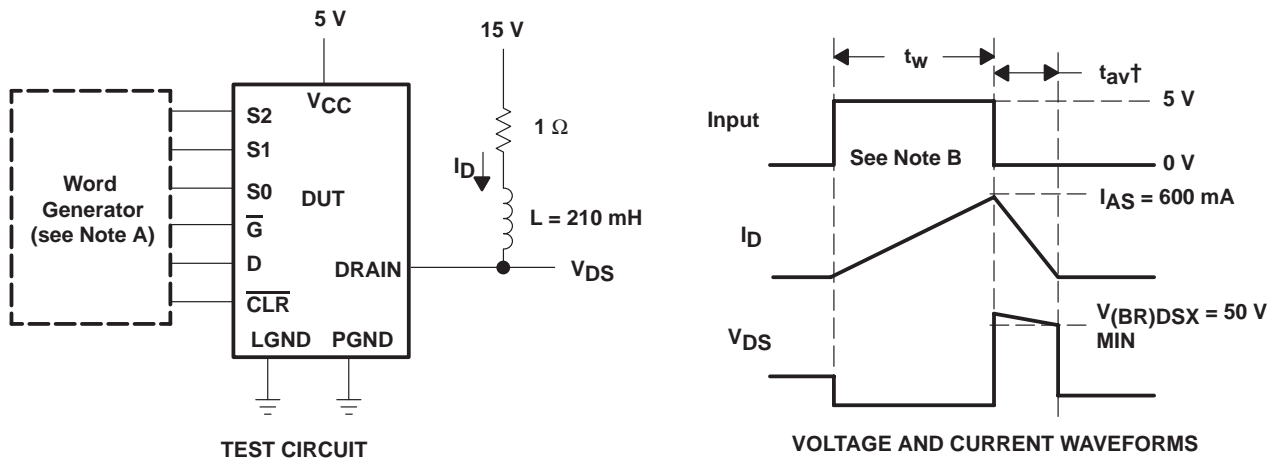 5 V
15 V
VCC
Word
Generator
(see Note A)
S2
S1
S0
G
D
CLR
DUT
DRAIN
LGND PGND
1 Ω
ID
L = 210 mH
VDS
TEST CIRCUIT
tw
tav†
Input
5 V
See Note B
0 V
IAS = 600 mA
ID
V(BR)DSX = 50 V
MIN
VDS
VOLTAGE AND CURRENT WAVEFORMS